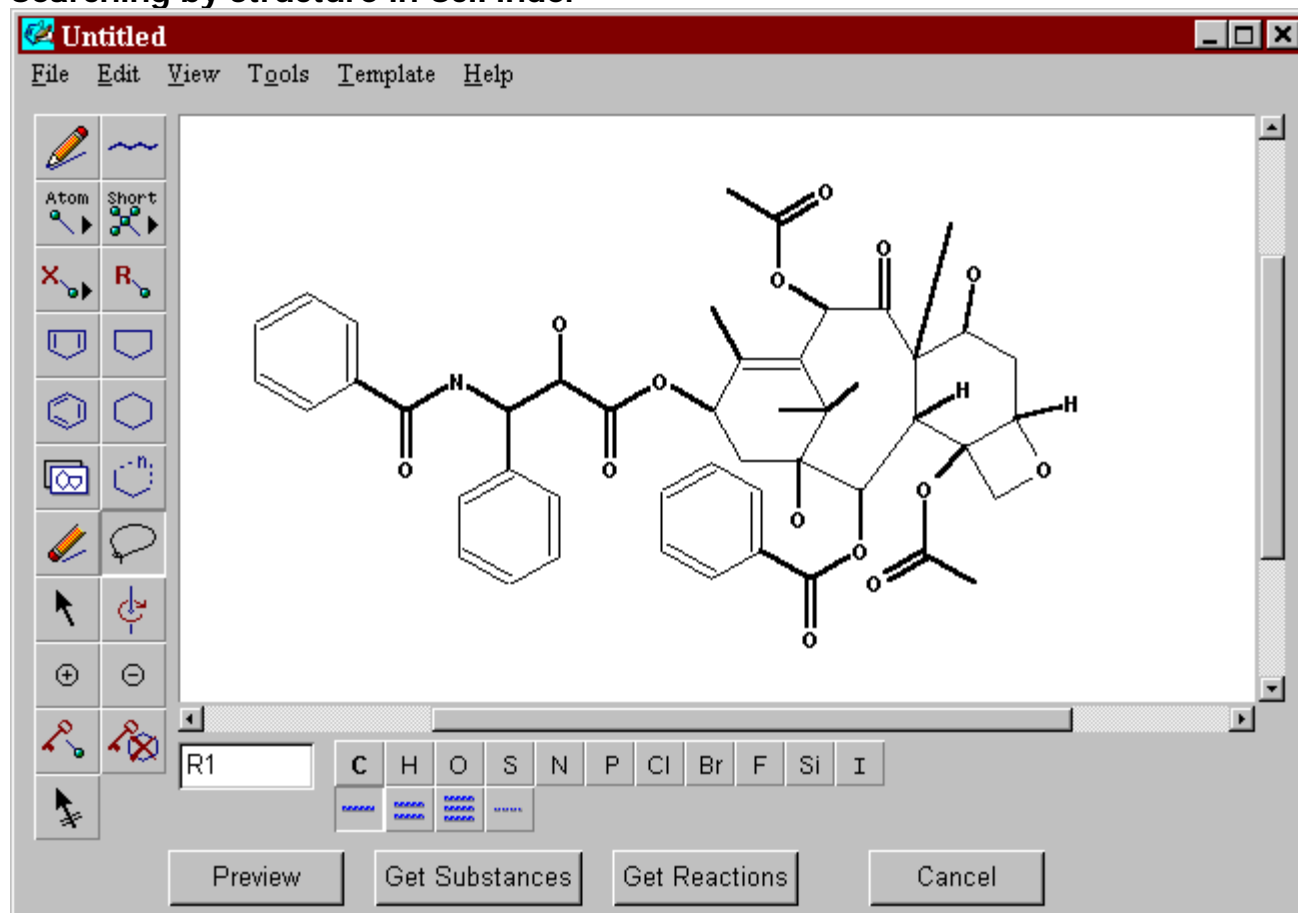 Searching by structure in SciFinder
Untitled
File Edit View Tools Template Help
Atom Short
X R
n
O
O O
O
O H
N O H
O
O O O
O O
O
O
R1
C H O S N P Cl Br F Si I
Preview Get Substances Get Reactions Cancel